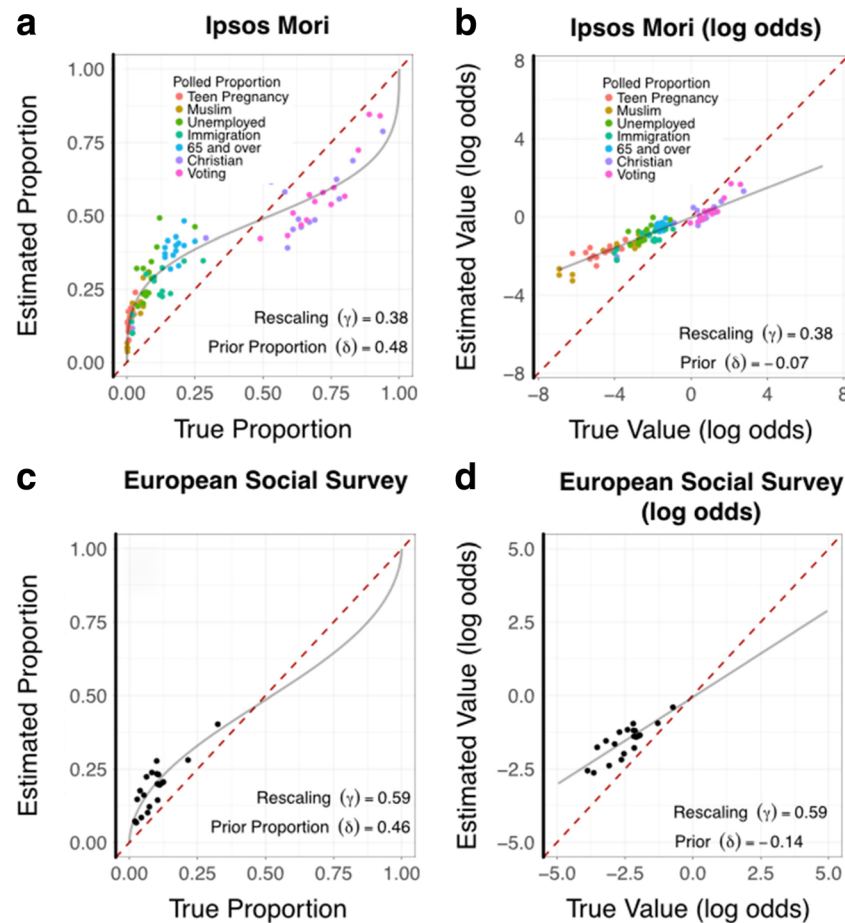 a
Ipsos Mori
Estimated Proportion
1.00
0.75
0.50
0.25
0.00
Polled Proportion
Teen Pregnancy
Muslim
Unemployed
Immigration
65 and over
Christian
Voting
Rescaling (γ) = 0.38
Prior Proportion (δ) = 0.48
0.00 0.25 0.50 0.75 1.00
True Proportion
b
Ipsos Mori (log odds)
Estimated Value (log odds)
8
4
0
−4
−8
Polled Proportion
Teen Pregnancy
Muslim
Unemployed
Immigration
65 and over
Christian
Voting
Rescaling (γ) = 0.38
Prior (δ) = −0.07
−8 −4 0 4 8
True Value (log odds)
c
European Social Survey
Estimated Proportion
1.00
0.75
0.50
0.25
0.00
Rescaling (γ) = 0.59
Prior Proportion (δ) = 0.46
0.00 0.25 0.50 0.75 1.00
True Proportion
d
European Social Survey
(log odds)
Estimated Value (log odds)
5.0
2.5
0.0
−2.5
−5.0
Rescaling (γ) = 0.59
Prior (δ) = −0.14
−5.0 −2.5 0.0 2.5 5.0
True Value (log odds)